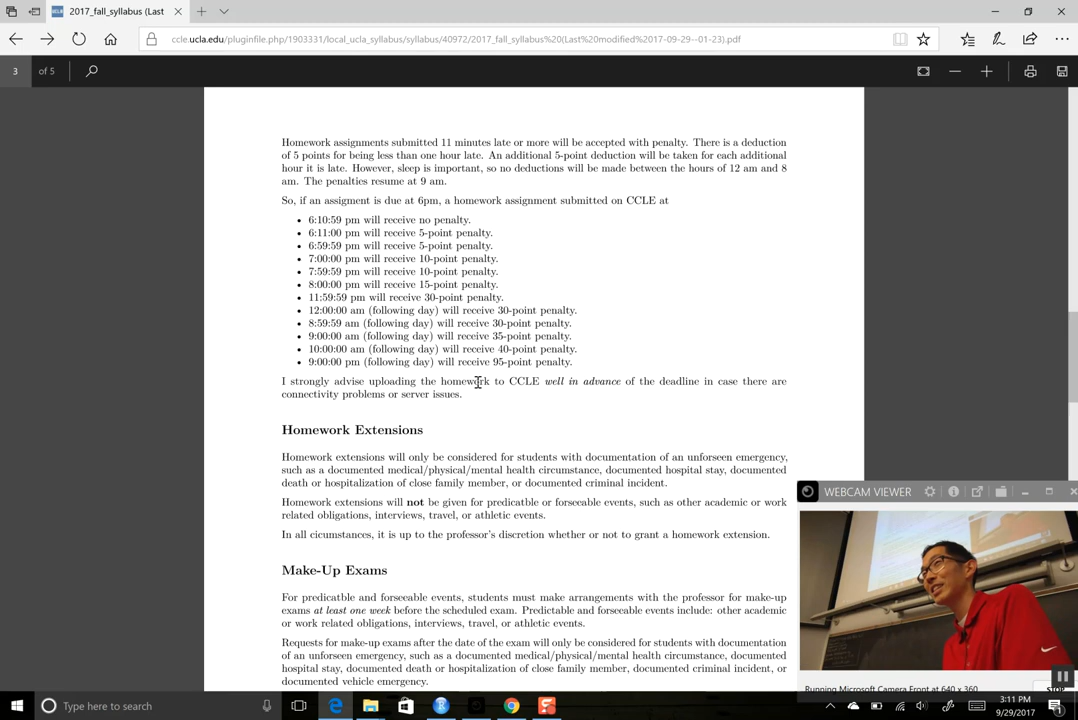 2017_fall_syllabus (Last
ccle.ucla.edu/pluginfile.php/1903331/local_ucla_syllabus/syllabus/40972/2017_fall_syllabus%20(Last%20modified%2017-09-29--01-23).pdf
3 of 5
Homework assignments submitted 11 minutes late or more will be accepted with penalty. There is a deduction
of 5 points for being less than one hour late. An additional 5-point deduction will be taken for each additional
hour it is late. However, sleep is important, so no deductions will be made between the hours of 12 am and 8
am. The penalties resume at 9 am.
So, if an assigment is due at 6pm, a homework assignment submitted on CCLE at
• 6:10:59 pm will receive no penalty.
• 6:11:00 pm will receive 5-point penalty.
• 6:59:59 pm will receive 5-point penalty.
• 7:00:00 pm will receive 10-point penalty.
• 7:59:59 pm will receive 10-point penalty.
• 8:00:00 pm will receive 15-point penalty.
• 11:59:59 pm will receive 30-point penalty.
• 12:00:00 am (following day) will receive 30-point penalty.
• 8:59:59 am (following day) will receive 30-point penalty.
• 9:00:00 am (following day) will receive 35-point penalty.
• 10:00:00 am (following day) will receive 40-point penalty.
• 9:00:00 pm (following day) will receive 95-point penalty.
I strongly advise uploading the homework to CCLE well in advance of the deadline in case there are
connectivity problems or server issues.
Homework Extensions
Homework extensions will only be considered for students with documentation of an unforseen emergency,
such as a documented medical/physical/mental health circumstance, documented hospital stay, documented
death or hospitalization of close family member, or documented criminal incident.
Homework extensions will not be given for predicatble or forseeable events, such as other academic or work
related obligations, interviews, travel, or athletic events.
In all cicumstances, it is up to the professor's discretion whether or not to grant a homework extension.
WEBCAM VIEWER
Make-Up Exams
For predicatble and forseeable events, students must make arrangements with the professor for make-up
exams at least one week before the scheduled exam. Predictable and forseeable events include: other academic
or work related obligations, interviews, travel, or athletic events.
Requests for make-up exams after the date of the exam will only be considered for students with documentation
of an unforseen emergency, such as a documented medical/physical/mental health circumstance, documented
hospital stay, documented death or hospitalization of close family member, documented criminal incident, or
documented vehicle emergency.
Running Microsoft Camera Front at 640 x 360
STOP
Type here to search
3:11 PM
9/29/2017